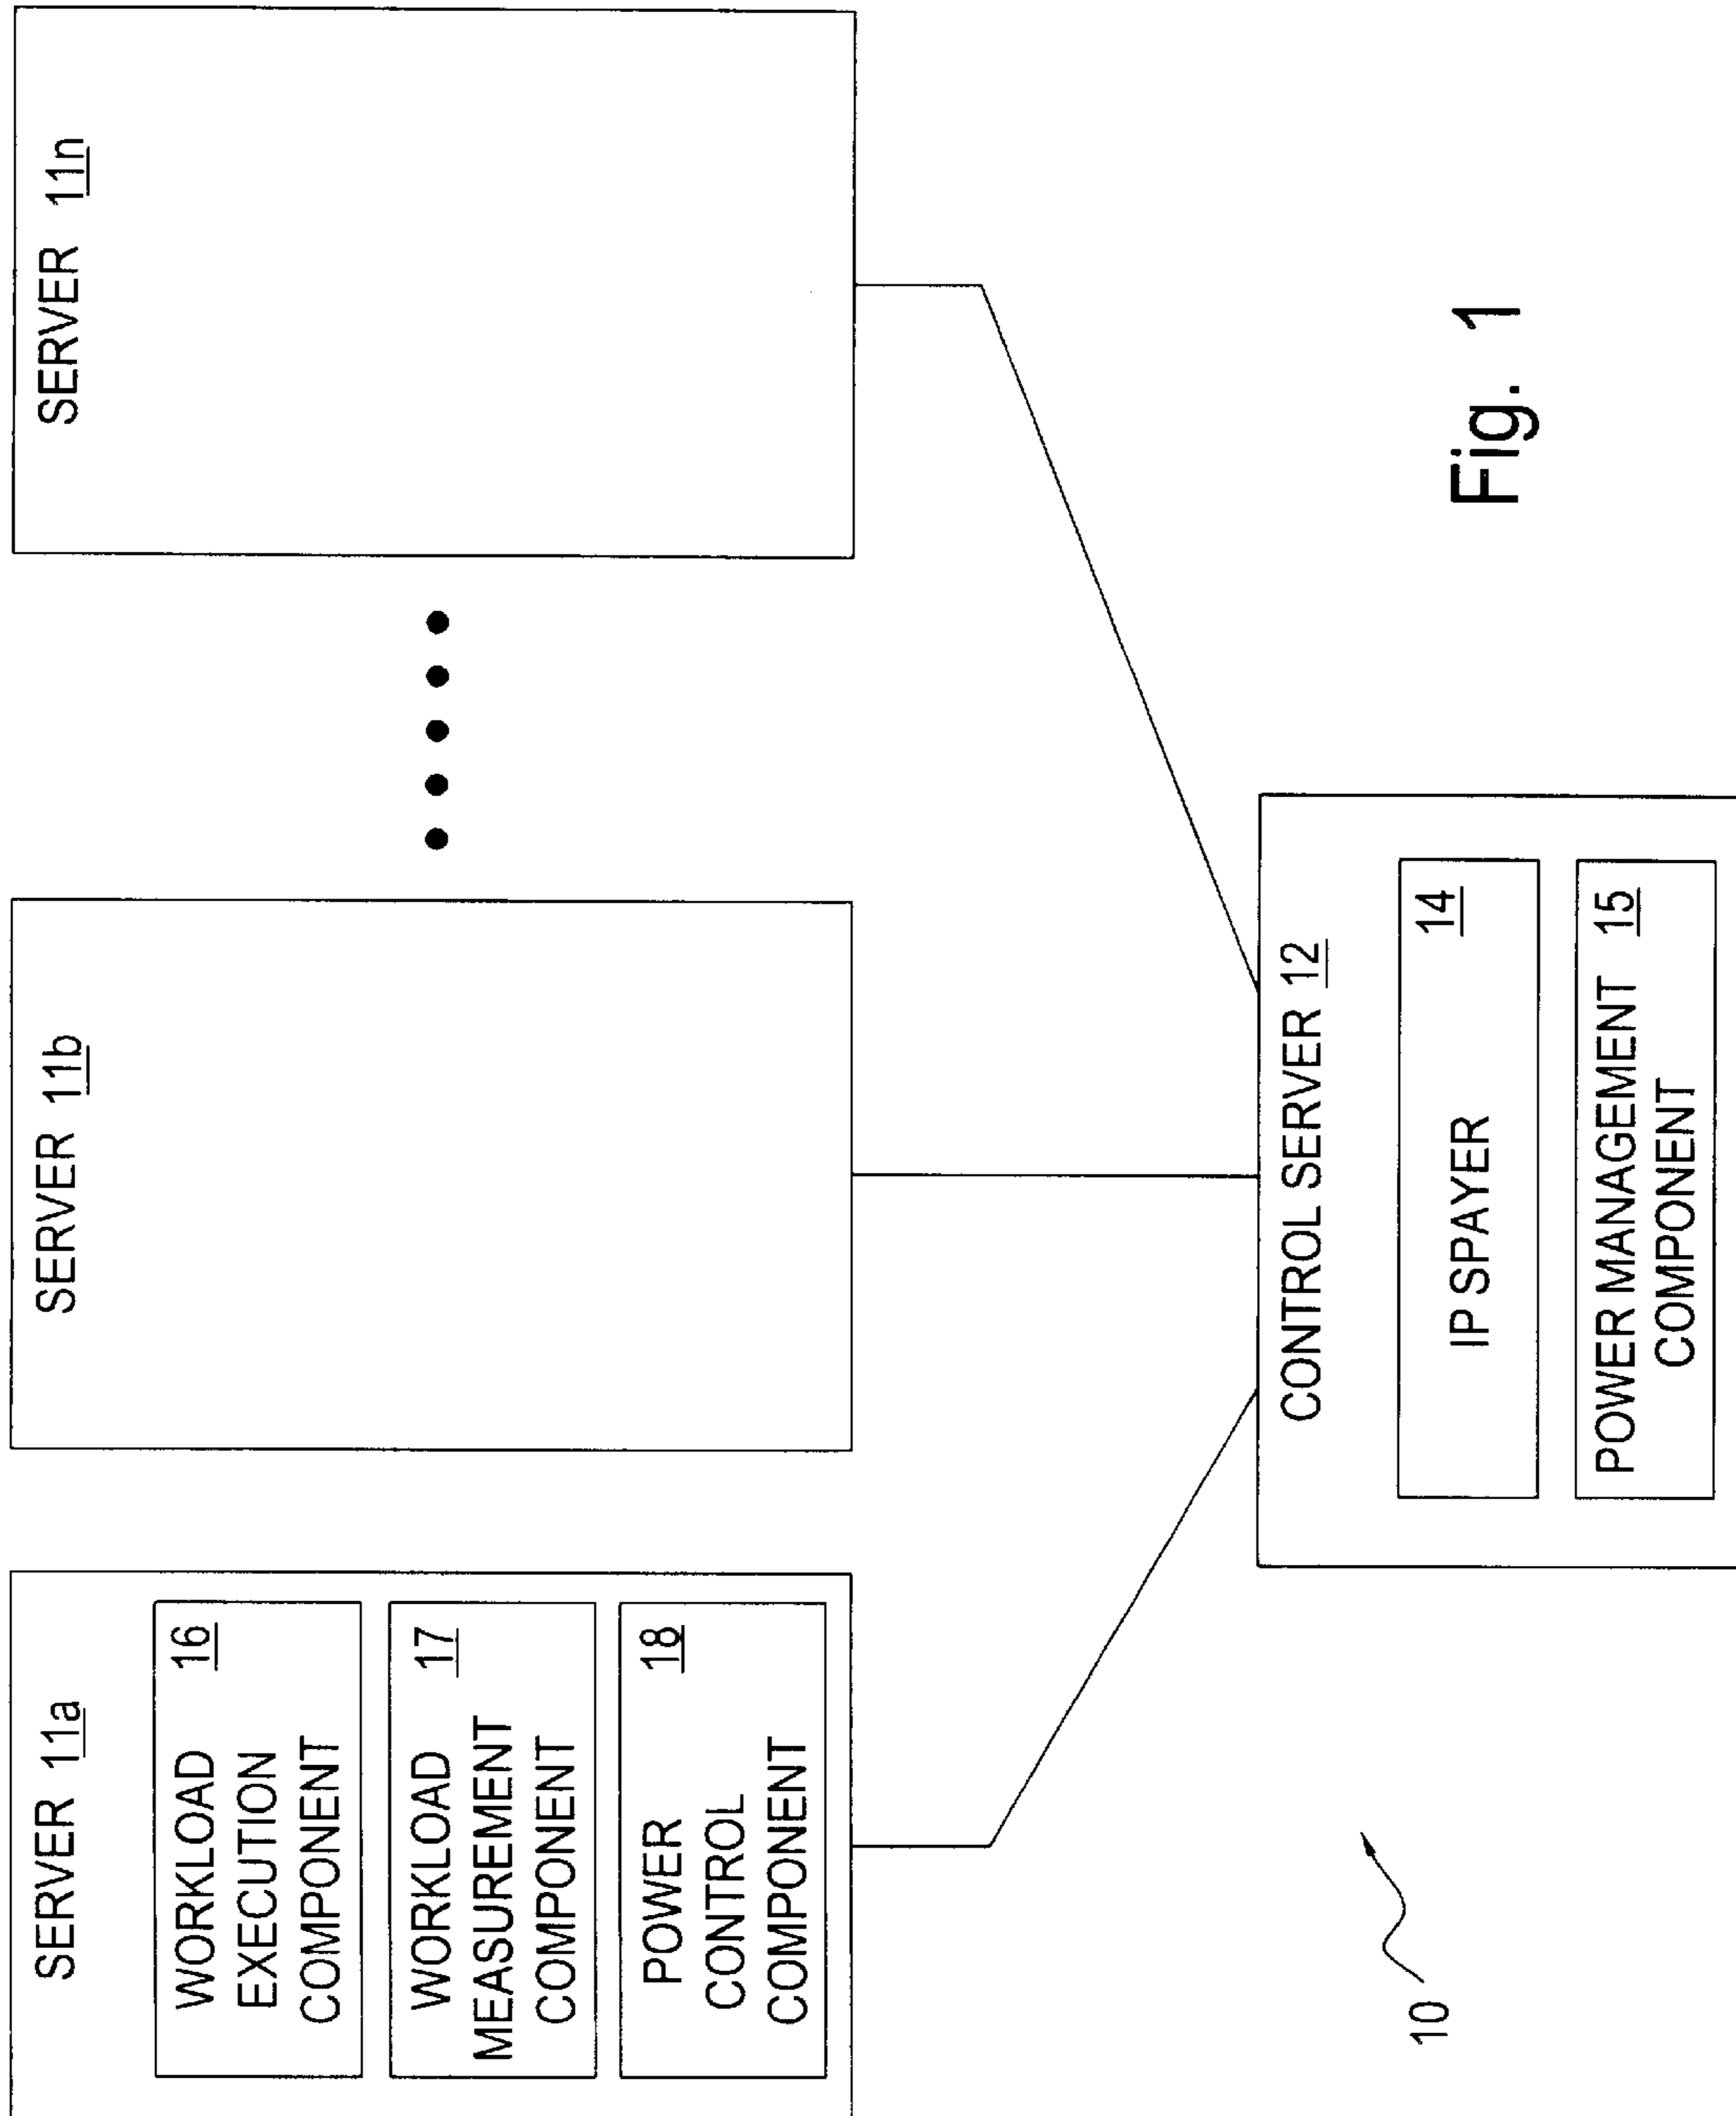 SERVER 11a
WORKLOAD 16
EXECUTION
COMPONENT
WORKLOAD 17
MEASUREMENT
COMPONENT
POWER 18
CONTROL
COMPONENT
SERVER 11b
SERVER 11n
CONTROL SERVER 12
IP SPAYER 14
POWER MANAGEMENT 15
COMPONENT
10
Fig. 1